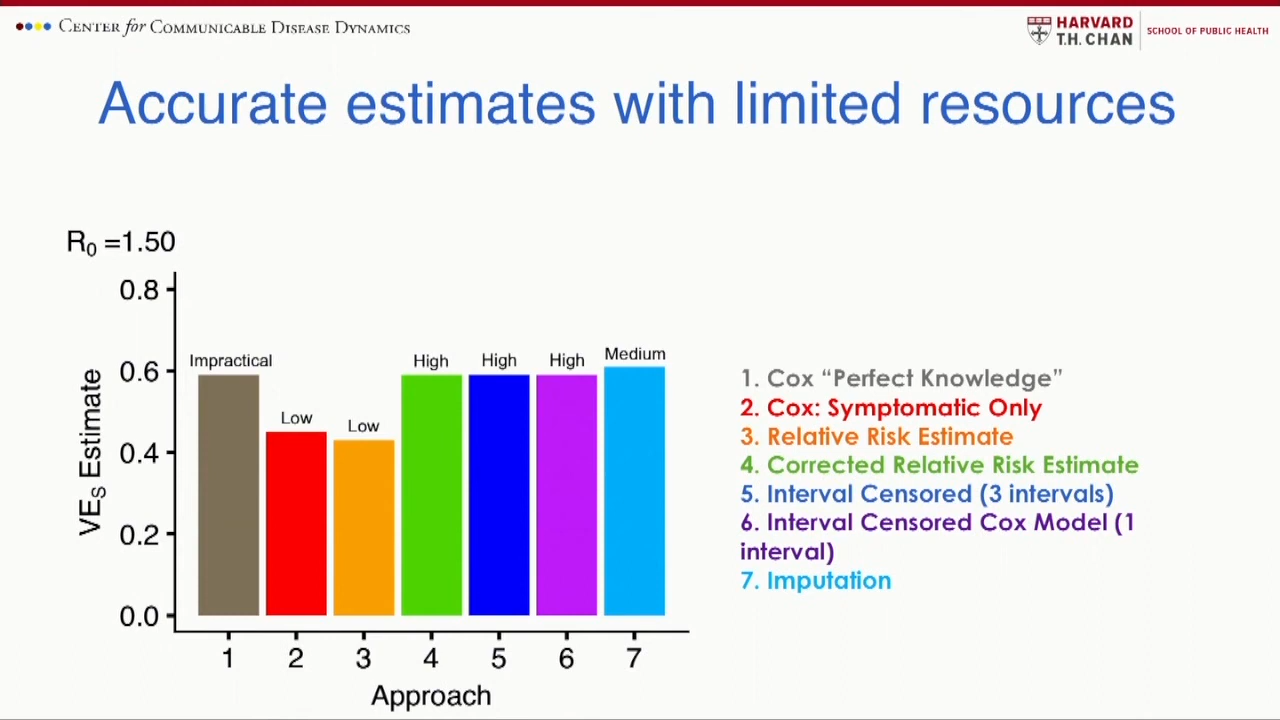 CENTER for COMMUNICABLE DISEASE DYNAMICS
HARVARD
T.H. CHAN
SCHOOL OF PUBLIC HEALTH
Accurate estimates with limited resources
R₀ =1.50
0.8
0.6
0.4
0.2
0.0
VEₛ Estimate
Impractical
Low
Low
High
High
High
Medium
1 2 3 4 5 6 7
Approach
1. Cox “Perfect Knowledge”
2. Cox: Symptomatic Only
3. Relative Risk Estimate
4. Corrected Relative Risk Estimate
5. Interval Censored (3 intervals)
6. Interval Censored Cox Model (1
interval)
7. Imputation